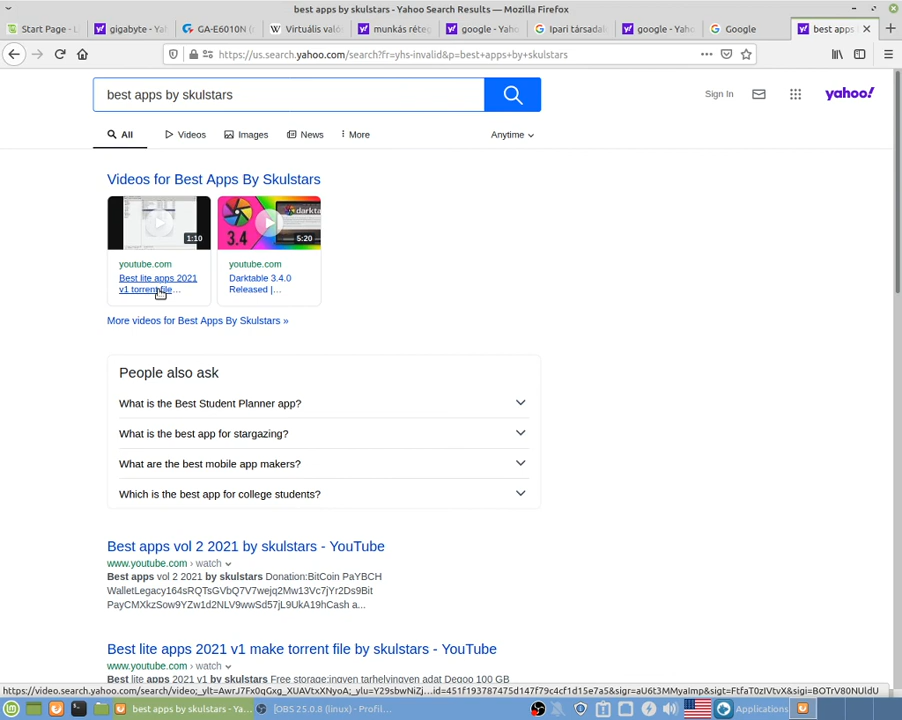 best apps by skulstars - Yahoo Search Results — Mozilla Firefox
Start Page - L
gigabyte - Ya
GA-E6010N (
Virtuális való
munkás réteg
google - Yaho
Ipari társadal
google - Yaho
Google
best apps
https://us.search.yahoo.com/search?fr=yhs-invalid&p=best+apps+by+skulstars
best apps by skulstars
Sign In
yahoo!
All
Videos
Images
News
More
Anytime
Videos for Best Apps By Skulstars
1:10
darkta
3.4
5:20
youtube.com
youtube.com
Best lite apps 2021
v1 torrent file...
Darktable 3.4.0
Released |...
More videos for Best Apps By Skulstars »
People also ask
What is the Best Student Planner app?
What is the best app for stargazing?
What are the best mobile app makers?
Which is the best app for college students?
Best apps vol 2 2021 by skulstars - YouTube
www.youtube.com › watch
Best apps vol 2 2021 by skulstars Donation:BitCoin PaYBCH
WalletLegacy164sRQTsGVbQ7V7wejq2Mw13Vc7jYr2Ds9Bit
PayCMXkzSow9YZw1d2NLV9wwSd57jL9UkA19hCash a...
Best lite apps 2021 v1 make torrent file by skulstars - YouTube
www.youtube.com › watch
Best lite apps 2021 v1 by skulstars Free storage:ingyen tarhelyingyen adat Degoo 100 GB
best apps by skulstars - Ya...
[OBS 25.0.8 (linux) - Profil...
Applications